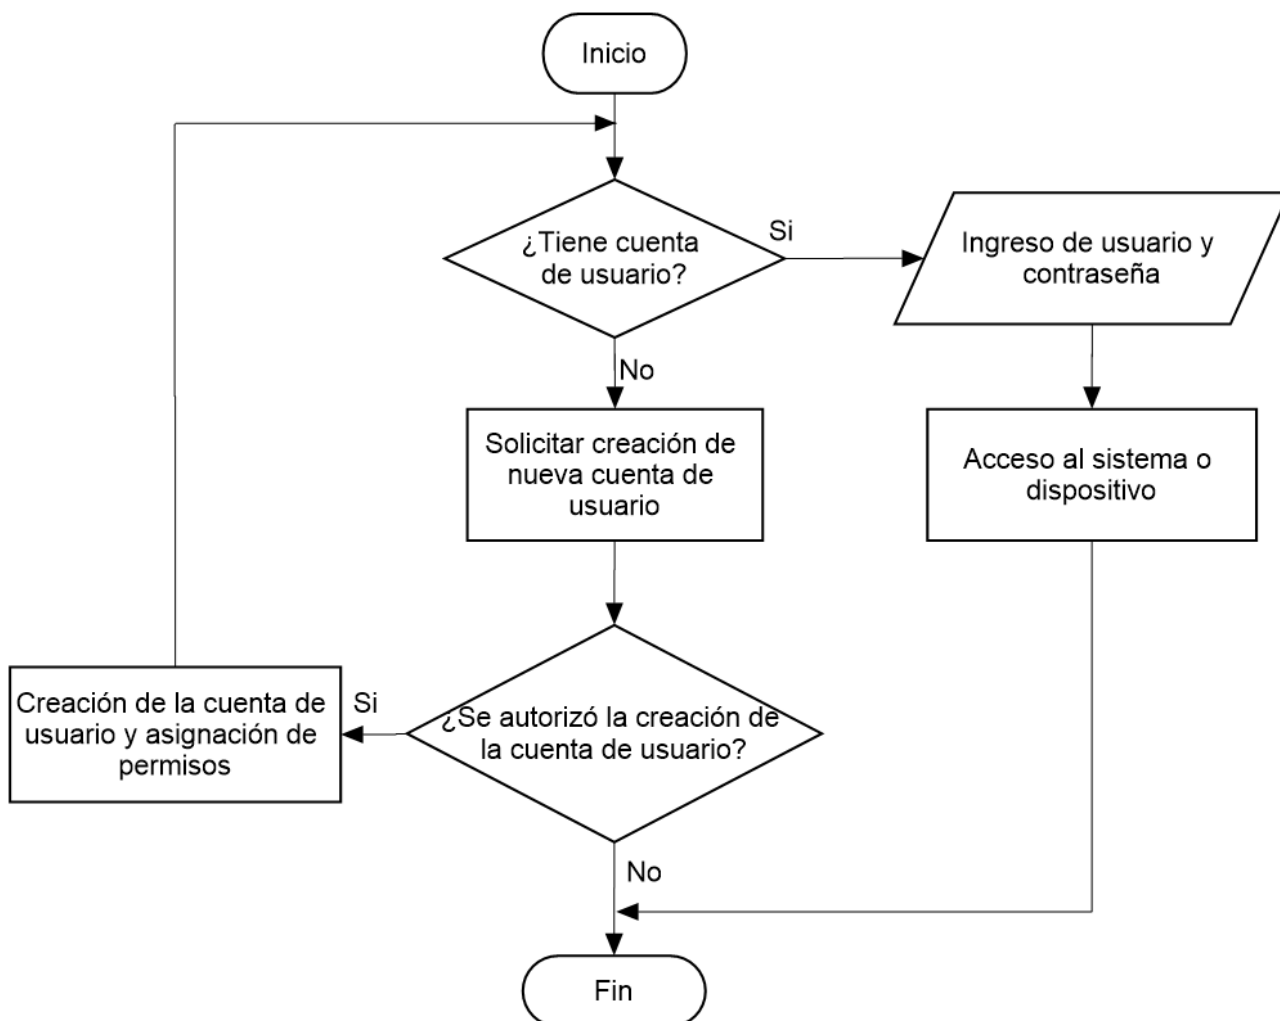 Inicio
¿Tiene cuenta
de usuario?
Si
Ingreso de usuario y
contraseña
No
Solicitar creación de
nueva cuenta de
usuario
Acceso al sistema o
dispositivo
Creación de la cuenta de
usuario y asignación de
permisos
Si
¿Se autorizó la creación de
la cuenta de usuario?
No
Fin